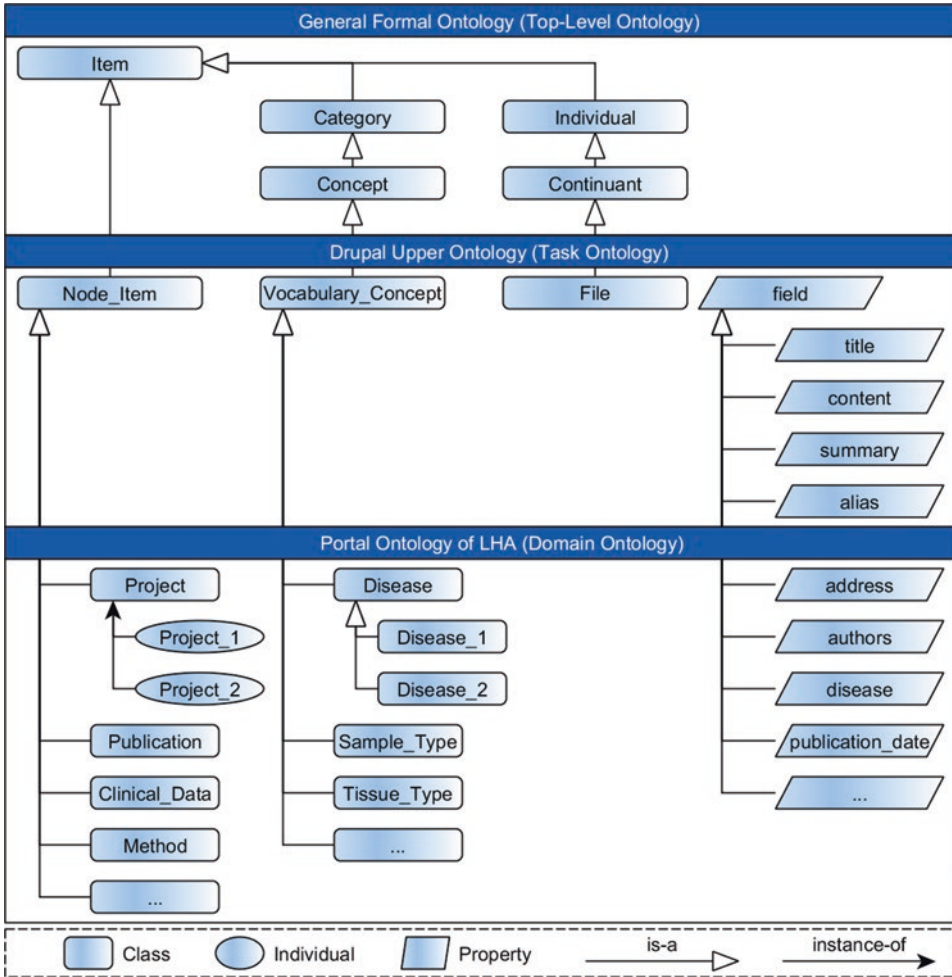 General Formal Ontology (Top-Level Ontology)
Item
Category
Individual
Concept
Continuant
Drupal Upper Ontology (Task Ontology)
Node_Item
Vocabulary_Concept
File
field
title
content
summary
alias
Portal Ontology of LHA (Domain Ontology)
Project
Project_1
Project_2
Publication
Clinical_Data
Method
...
Disease
Disease_1
Disease_2
Sample_Type
Tissue_Type
...
address
authors
disease
publication_date
...
Class
Individual
Property
is-a
instance-of